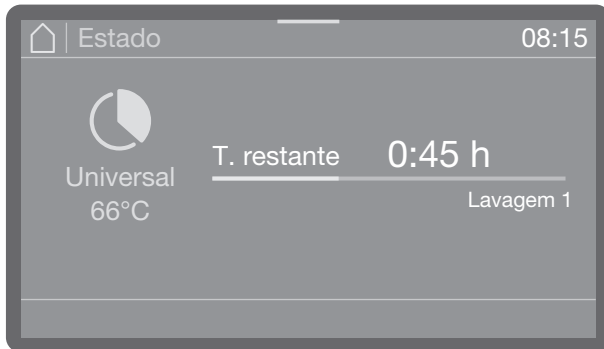 Estado
08:15
T. restante 0:45 h
Universal
66°C
Lavagem 1